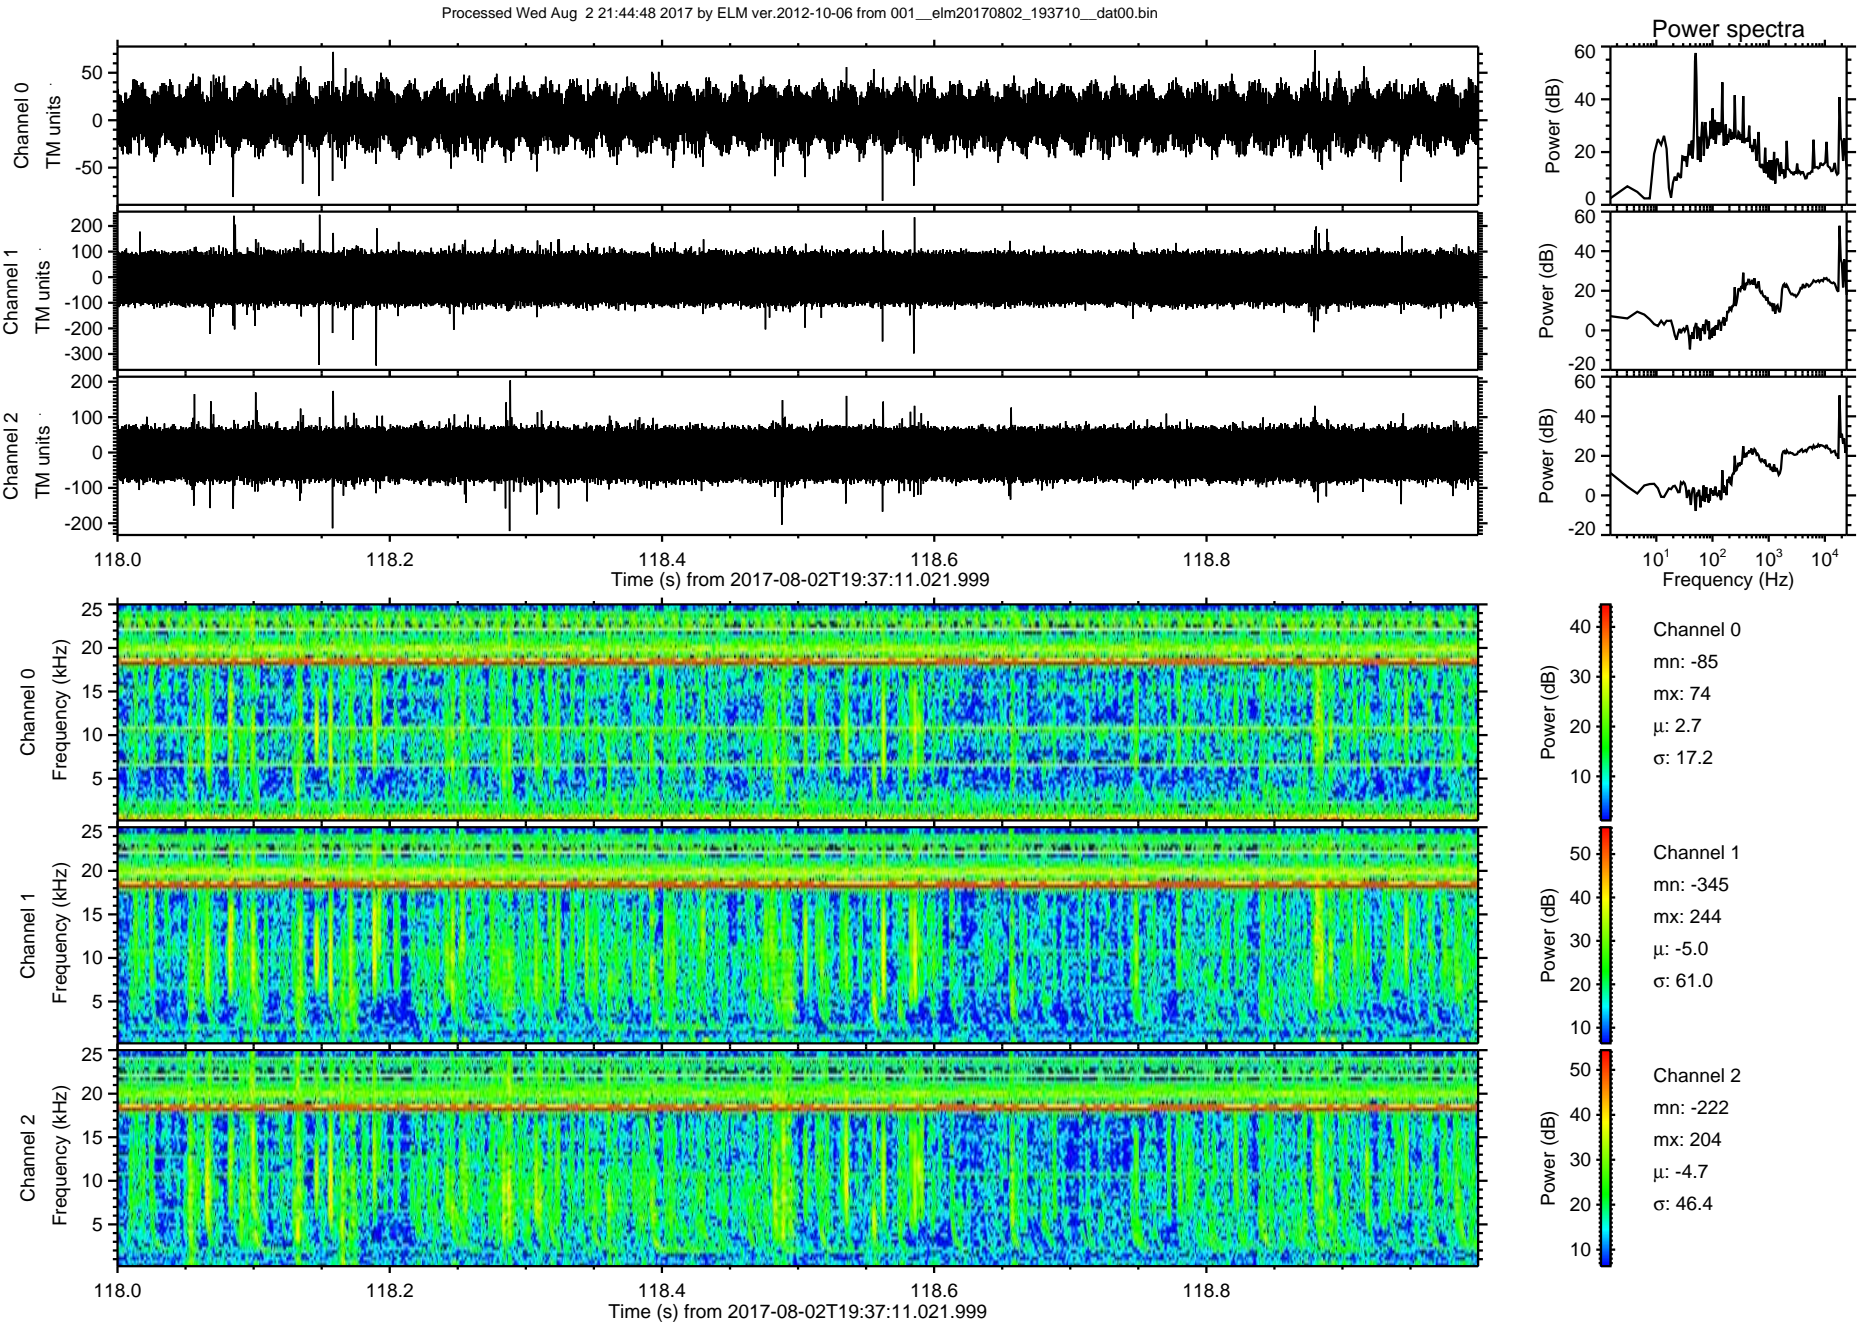 Processed Wed Aug  2 21:44:48 2017 by ELM ver.2012-10-06 from 001__elm20170802_193710__dat00.bin
Power spectra
Channel 0
TM units
50
0
-50
Power (dB)
60
40
20
0
Channel 1
TM units
200
100
0
-100
-200
-300
Power (dB)
60
40
20
0
-20
Channel 2
TM units
200
100
0
-100
-200
Power (dB)
60
40
20
0
-20
118.0 118.2 118.4 118.6 118.8
Time (s) from 2017-08-02T19:37:11.021.999
10¹ 10² 10³ 10⁴
Frequency (Hz)
Channel 0
Frequency (kHz)
25
20
15
10
5
Power (dB)
40
30
20
10
Channel 0
mn: -85
mx: 74
μ: 2.7
σ: 17.2
Channel 1
Frequency (kHz)
25
20
15
10
5
Power (dB)
50
40
30
20
10
Channel 1
mn: -345
mx: 244
μ: -5.0
σ: 61.0
Channel 2
Frequency (kHz)
25
20
15
10
5
Power (dB)
50
40
30
20
10
Channel 2
mn: -222
mx: 204
μ: -4.7
σ: 46.4
118.0 118.2 118.4 118.6 118.8
Time (s) from 2017-08-02T19:37:11.021.999